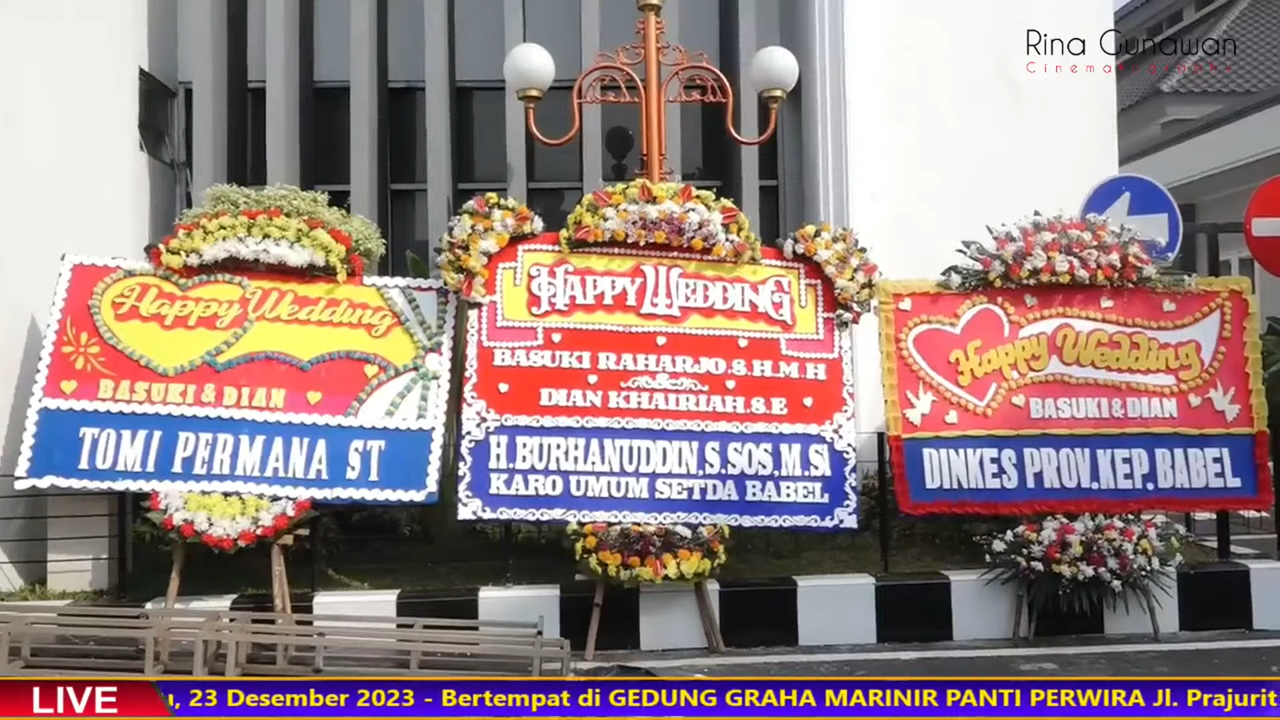 Rina Gunawan
Happy Wedding
BASUKI & DIAN
TOMI PERMANA ST
HAPPY WEDDING
BASUKI RAHARJO.S.H.M.H
&
DIAN KHAIRIAH.S.E
H.BURHANUDDIN,S.SOS,M.Si
KARO UMUM SETDA BABEL
Happy Wedding
BASUKI & DIAN
DINKES PROV.KEP.BABEL
LIVE
, 23 Desember 2023 - Bertempat di GEDUNG GRAHA MARINIR PANTI PERWIRA Jl. Prajurit